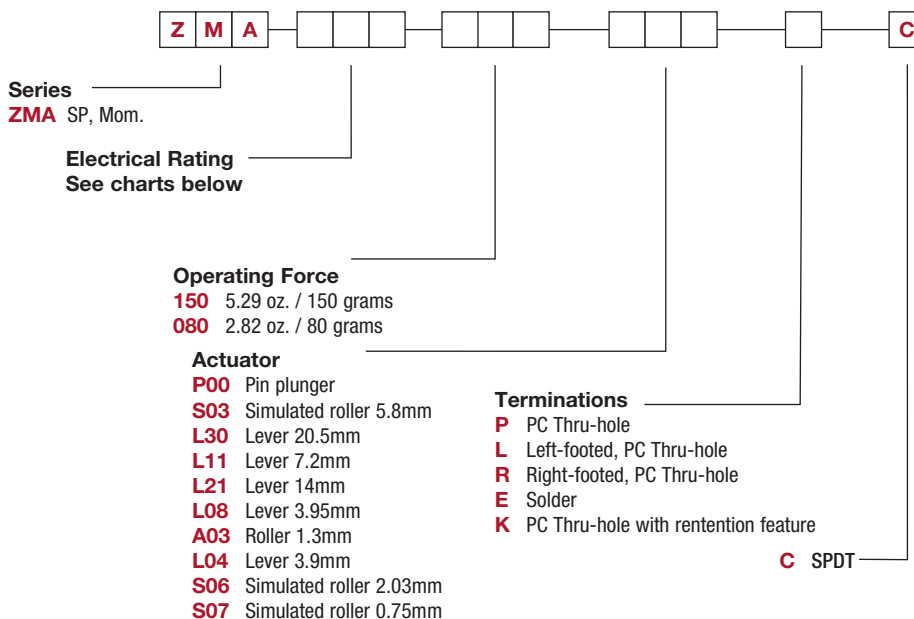 Z M A C
Series
ZMA SP, Mom.
Electrical Rating
See charts below
Operating Force
150 5.29 oz. / 150 grams
080 2.82 oz. / 80 grams
Actuator
P00 Pin plunger
S03 Simulated roller 5.8mm
L30 Lever 20.5mm
L11 Lever 7.2mm
L21 Lever 14mm
L08 Lever 3.95mm
A03 Roller 1.3mm
L04 Lever 3.9mm
S06 Simulated roller 2.03mm
S07 Simulated roller 0.75mm
Terminations
P PC Thru-hole
L Left-footed, PC Thru-hole
R Right-footed, PC Thru-hole
E Solder
K PC Thru-hole with rentention feature
C SPDT